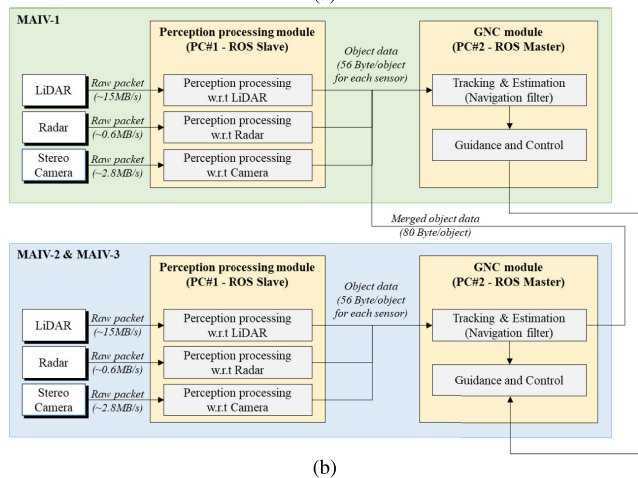 MAIV-1
Perception processing module
(PC#1 - ROS Slave)
Object data
(56 Byte/object
for each sensor)
GNC module
(PC#2 - ROS Master)
LiDAR
Raw packet
(~15MB/s)
Perception processing
w.r.t LiDAR
Tracking & Estimation
(Navigation filter)
Radar
Raw packet
(~0.6MB/s)
Perception processing
w.r.t Radar
Guidance and Control
Stereo
Camera
Raw packet
(~2.8MB/s)
Perception processing
w.r.t Camera
Merged object data
(80 Byte/object)
MAIV-2 & MAIV-3
Perception processing module
(PC#1 - ROS Slave)
Object data
(56 Byte/object
for each sensor)
GNC module
(PC#2 - ROS Master)
LiDAR
Raw packet
(~15MB/s)
Perception processing
w.r.t LiDAR
Tracking & Estimation
(Navigation filter)
Radar
Raw packet
(~0.6MB/s)
Perception processing
w.r.t Radar
Guidance and Control
Stereo
Camera
Raw packet
(~2.8MB/s)
Perception processing
w.r.t Camera
(b)